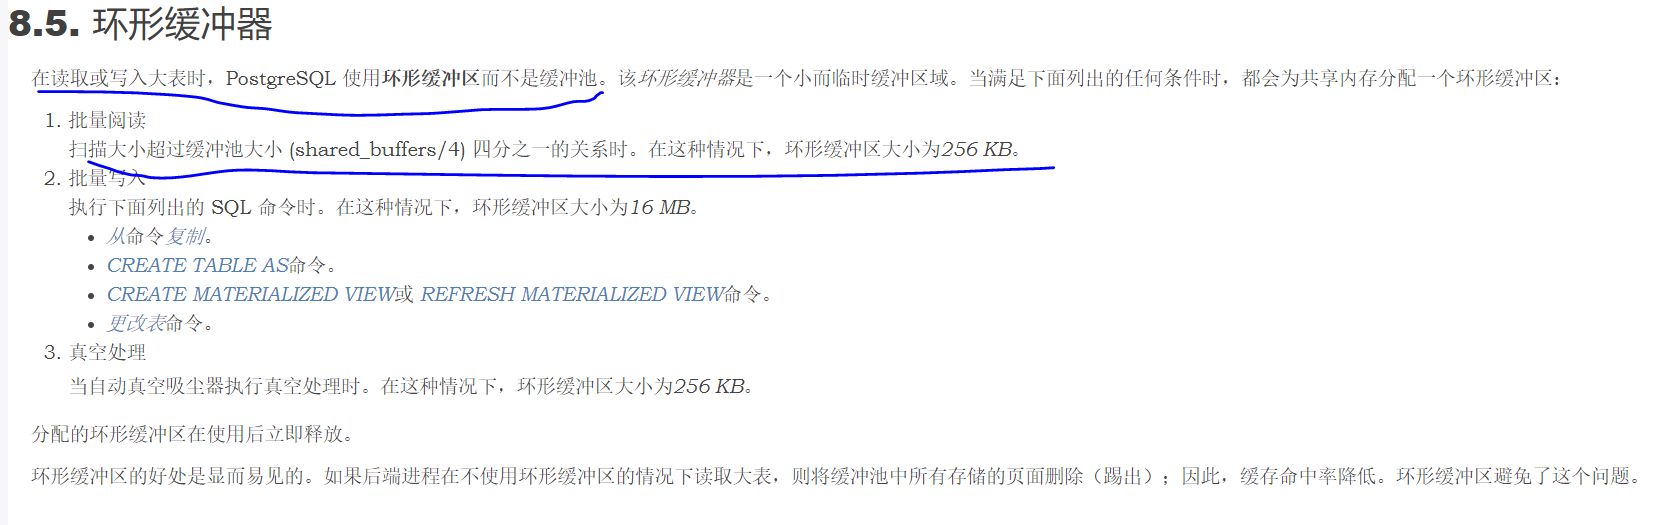 8.5. 环形缓冲器
在读取或写入大表时，PostgreSQL 使用环形缓冲区而不是缓冲池。该环形缓冲器是一个小而临时缓冲区域。当满足下面列出的任何条件时，都会为共享内存分配一个环形缓冲区：
1. 批量阅读
扫描大小超过缓冲池大小 (shared_buffers/4) 四分之一的关系时。在这种情况下，环形缓冲区大小为256 KB。
2. 批量写入
执行下面列出的 SQL 命令时。在这种情况下，环形缓冲区大小为16 MB。
• 从命令复制。
• CREATE TABLE AS命令。
• CREATE MATERIALIZED VIEW或 REFRESH MATERIALIZED VIEW命令。
• 更改表命令。
3. 真空处理
当自动真空吸尘器执行真空处理时。在这种情况下，环形缓冲区大小为256 KB。
分配的环形缓冲区在使用后立即释放。
环形缓冲区的好处是显而易见的。如果后端进程在不使用环形缓冲区的情况下读取大表，则将缓冲池中所有存储的页面删除（踢出）；因此，缓存命中率降低。环形缓冲区避免了这个问题。